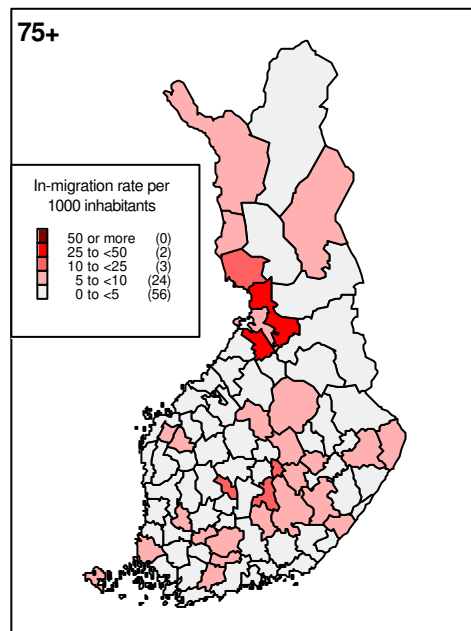 75+
In-migration rate per
1000 inhabitants
50 or more (0)
25 to <50 (2)
10 to <25 (3)
5 to <10 (24)
0 to <5 (56)